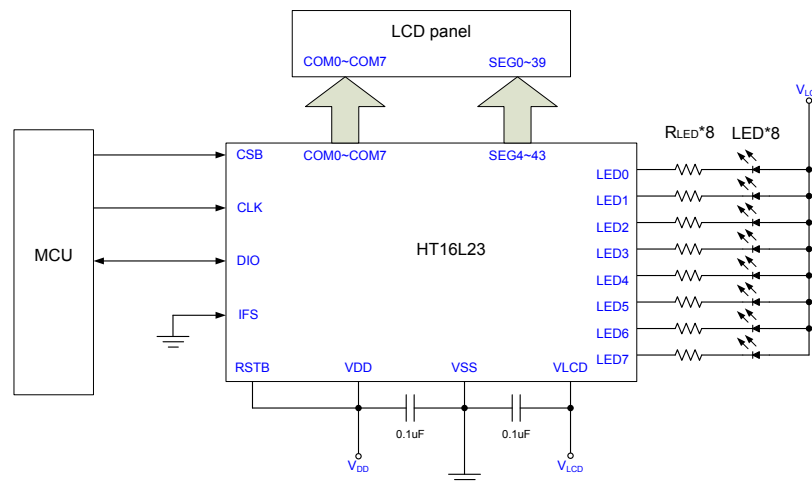 LCD panel
COM0~COM7 SEG0~39
COM0~COM7 SEG4~43
MCU
CSB
CLK
DIO
IFS
HT16L23
RSTB VDD VSS VLCD
LED0
LED1
LED2
LED3
LED4
LED5
LED6
LED7
RLED*8 LED*8
0.1uF 0.1uF
VDD VLCD